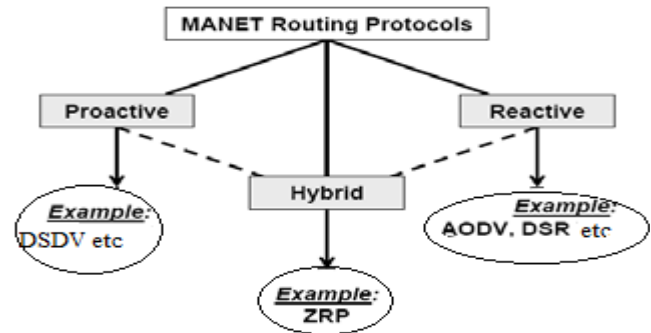 MANET Routing Protocols
Proactive
Reactive
Hybrid
Example:
DSDV etc
Example:
AODV, DSR etc
Example:
ZRP